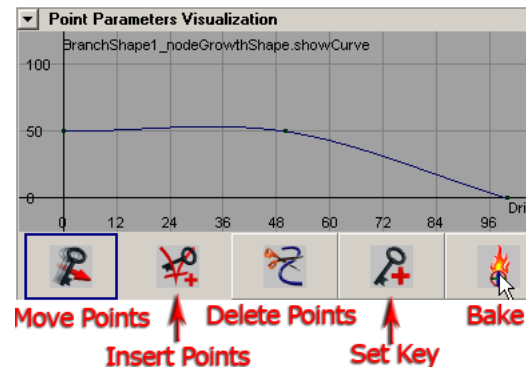 Point Parameters Visualization
BranchShape1_nodeGrowthShape.showCurve
100
50
0
Dri
0 12 24 36 48 60 72 84 96
Move Points Delete Points Bake
Insert Points Set Key